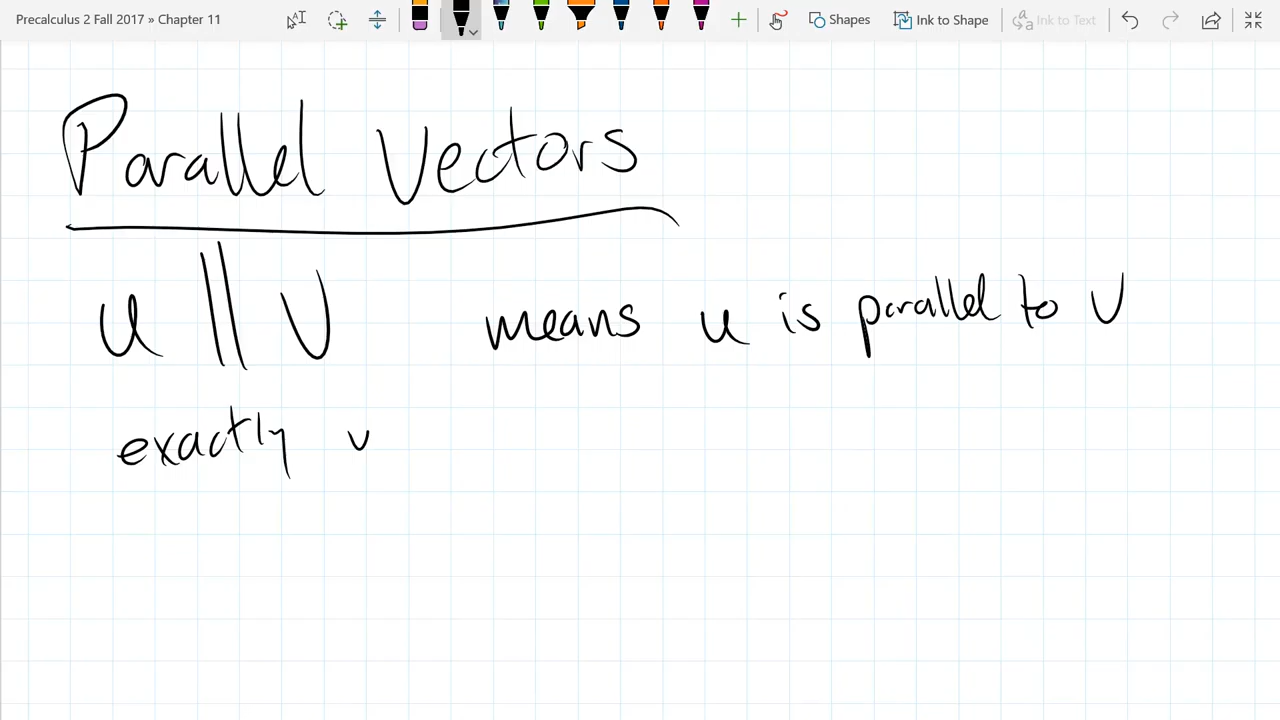 Precalculus 2 Fall 2017 » Chapter 11
Shapes
Ink to Shape
Ink to Text
Parallel Vectors
u || v means u is parallel to v
exactly